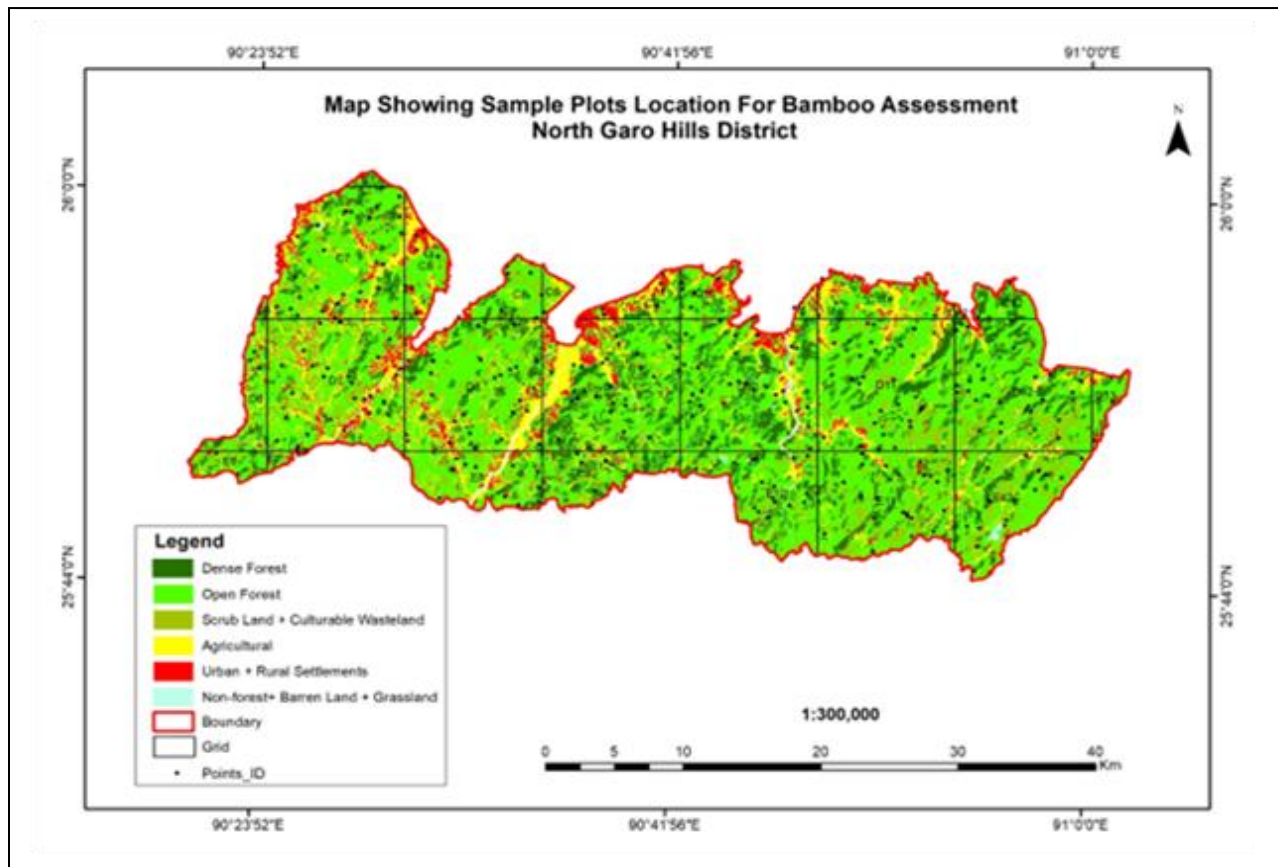 90°23'52"E 90°41'56"E 91°0'0"E
Map Showing Sample Plots Location For Bamboo Assessment
North Garo Hills District
N
26°0'0"N 26°0'0"N
C7
C8
D11
Legend
Dense Forest
Open Forest
Scrub Land + Culturable Wasteland
Agricultural
Urban + Rural Settlements
Non-forest+ Barren Land + Grassland
Boundary
Grid
Points_ID
25°44'0"N 25°44'0"N
1:300,000
0 5 10 20 30 40
Km
90°23'52"E 90°41'56"E 91°0'0"E